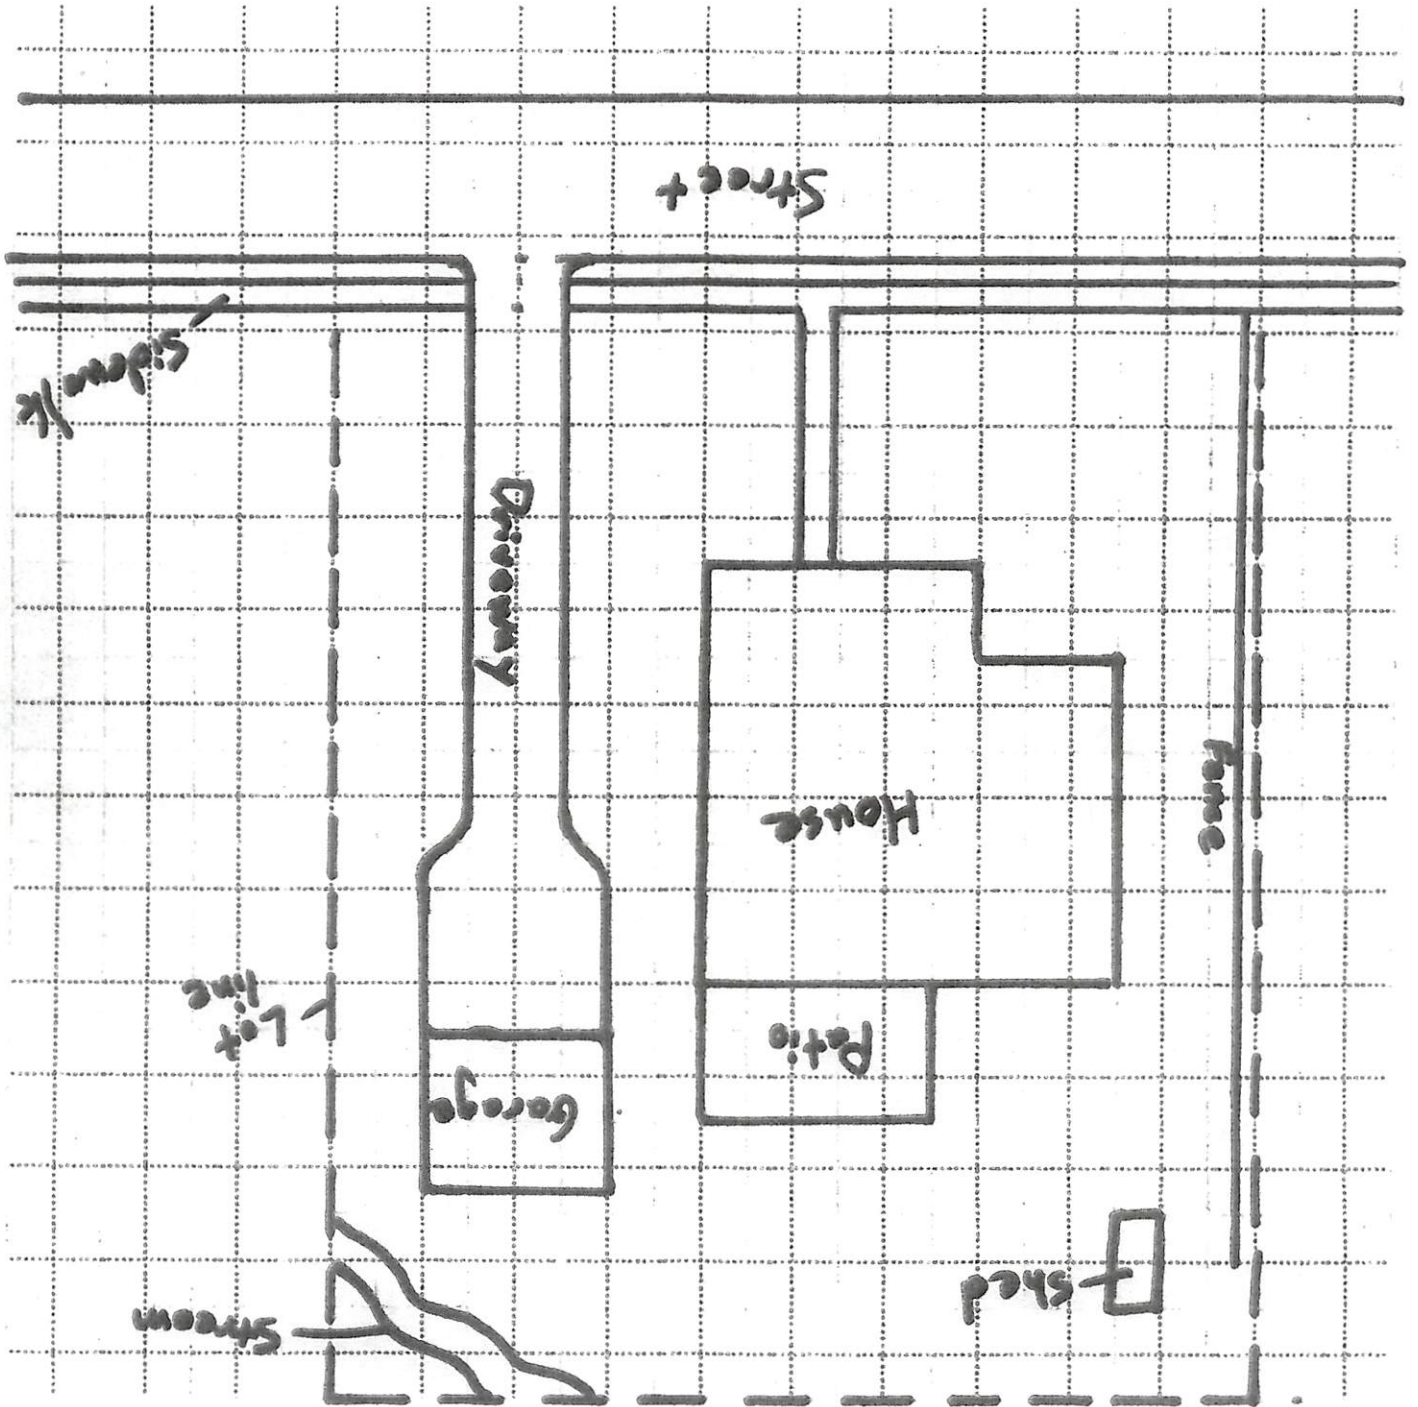 Stream
Shed
Garage
Patio
Lot
line
House
Fence
Driveway
Sidewalk
Street